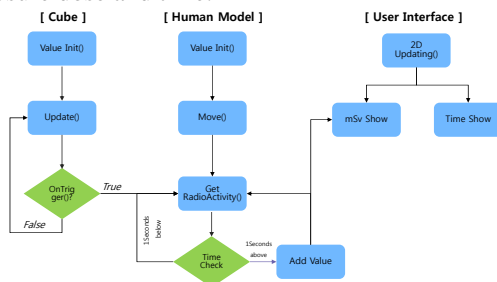 [ Cube ]
[ Human Model ]
[ User Interface ]
Value Init()
Value Init()
2D
Updating()
Update()
Move()
mSv Show
Time Show
OnTrig
ger()?
True
False
Get
RadioActivity()
1Seconds
below
Time
Check
1Seconds
above
Add Value